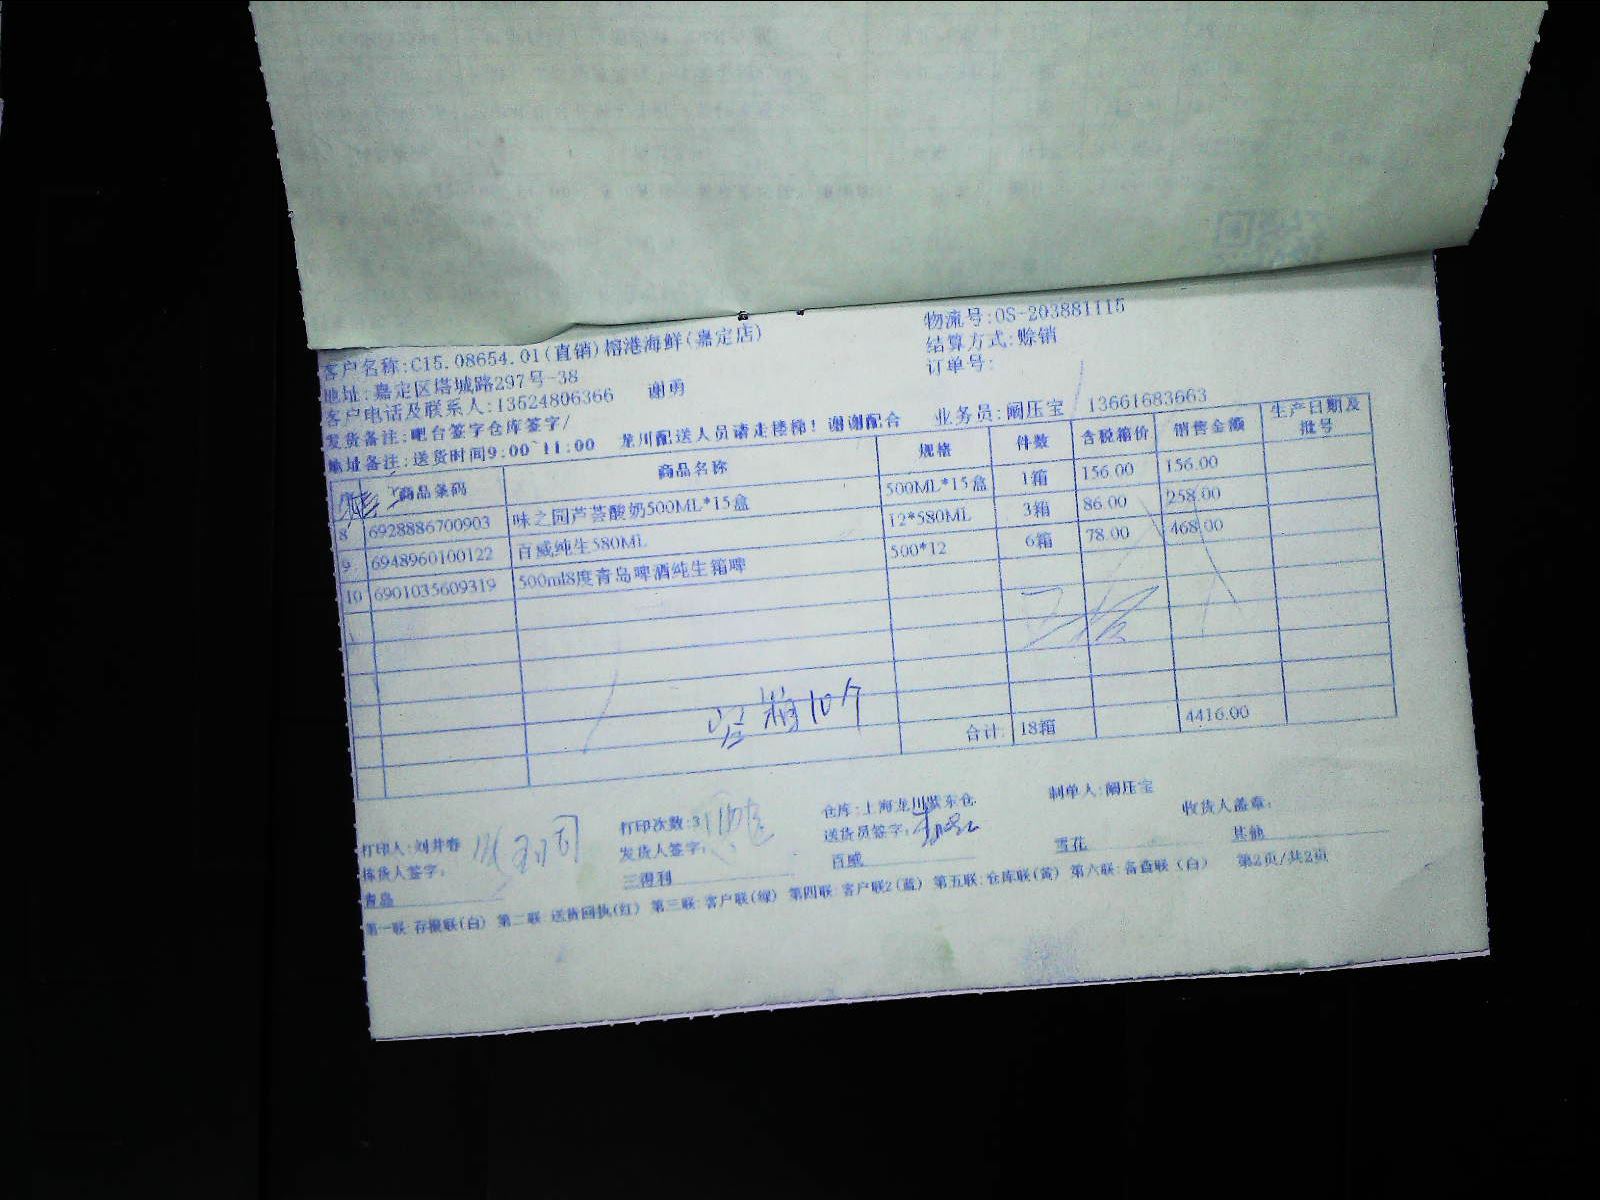 客户名称:C15.08654.01(直销)榕港海鲜(嘉定店)
物流号:OS-203881115
地址:嘉定区塔城路297号-38
结算方式:赊销
客户电话及联系人:13524806366 谢勇
订单号:
发货备注:吧台签字仓库签字/
业务员:阚压宝 13661683663
地址备注:送货时间9:00~11:00 龙川配送人员请走楼梯!谢谢配合
商品条码 商品名称 规格 件数 含税箱价 销售金额 生产日期及批号
8 6928886700903 味之园芦荟酸奶500ML*15盒 500ML*15盒 1箱 156.00 156.00
9 6948960100122 百威纯生580ML 12*580ML 3箱 86.00 258.00
10 6901035609319 500ml8度青岛啤酒纯生箱啤 500*12 6箱 78.00 468.00
空箱10个
合计: 18箱 4416.00
打印人:刘井春 打印次数:3 仓库:上海龙川紫东仓 制单人:阚压宝 收货人盖章:
拣货人签字: 发货人签字: 送货员签字:
青岛 三得利 百威 雪花 其他
第一联:存根联(白) 第二联:送货回执(红) 第三联:客户联(绿) 第四联:客户联2(蓝) 第五联:仓库联(黄) 第六联:备查联(白) 第2页/共2页